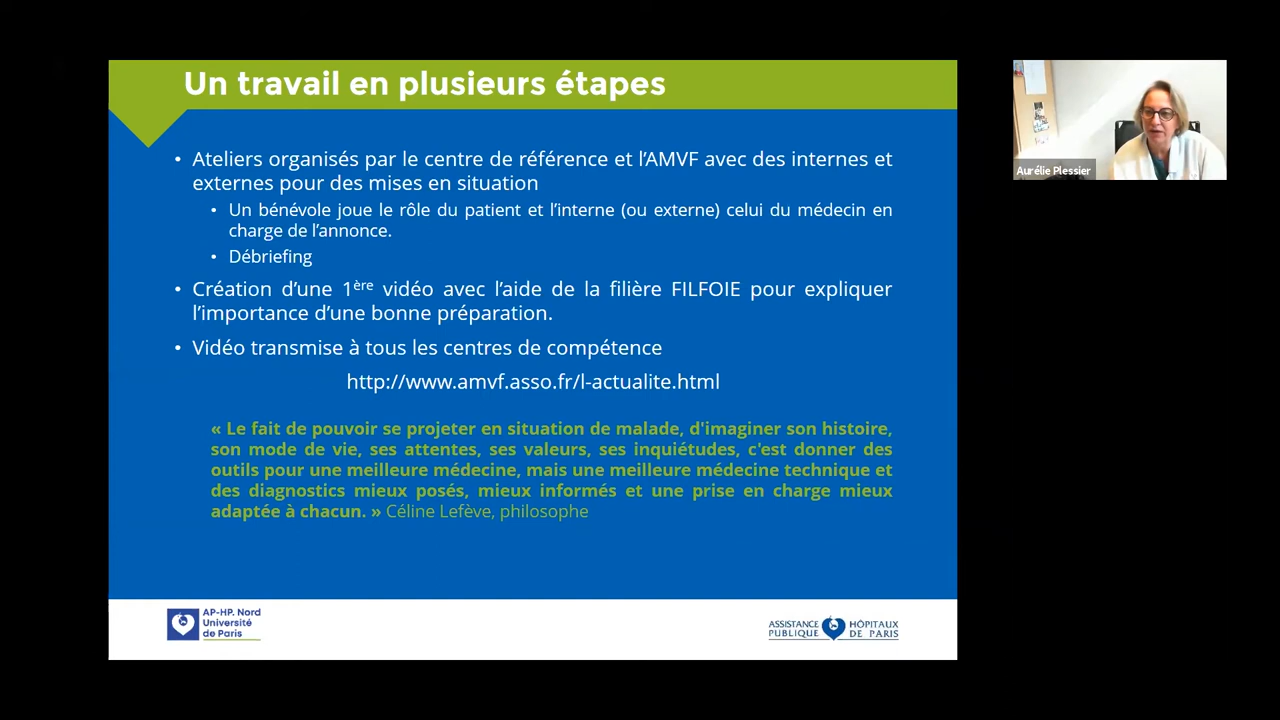 Un travail en plusieurs étapes
• Ateliers organisés par le centre de référence et l'AMVF avec des internes et
externes pour des mises en situation
• Un bénévole joue le rôle du patient et l'interne (ou externe) celui du médecin en
charge de l'annonce.
• Débriefing
• Création d'une 1ère vidéo avec l'aide de la filière FILFOIE pour expliquer
l'importance d'une bonne préparation.
• Vidéo transmise à tous les centres de compétence
http://www.amvf.asso.fr/l-actualite.html
« Le fait de pouvoir se projeter en situation de malade, d'imaginer son histoire,
son mode de vie, ses attentes, ses valeurs, ses inquiétudes, c'est donner des
outils pour une meilleure médecine, mais une meilleure médecine technique et
des diagnostics mieux posés, mieux informés et une prise en charge mieux
adaptée à chacun. » Céline Lefève, philosophe
AP-HP. Nord
Université
de Paris
ASSISTANCE HÔPITAUX
PUBLIQUE DE PARIS
Aurélie Plessier